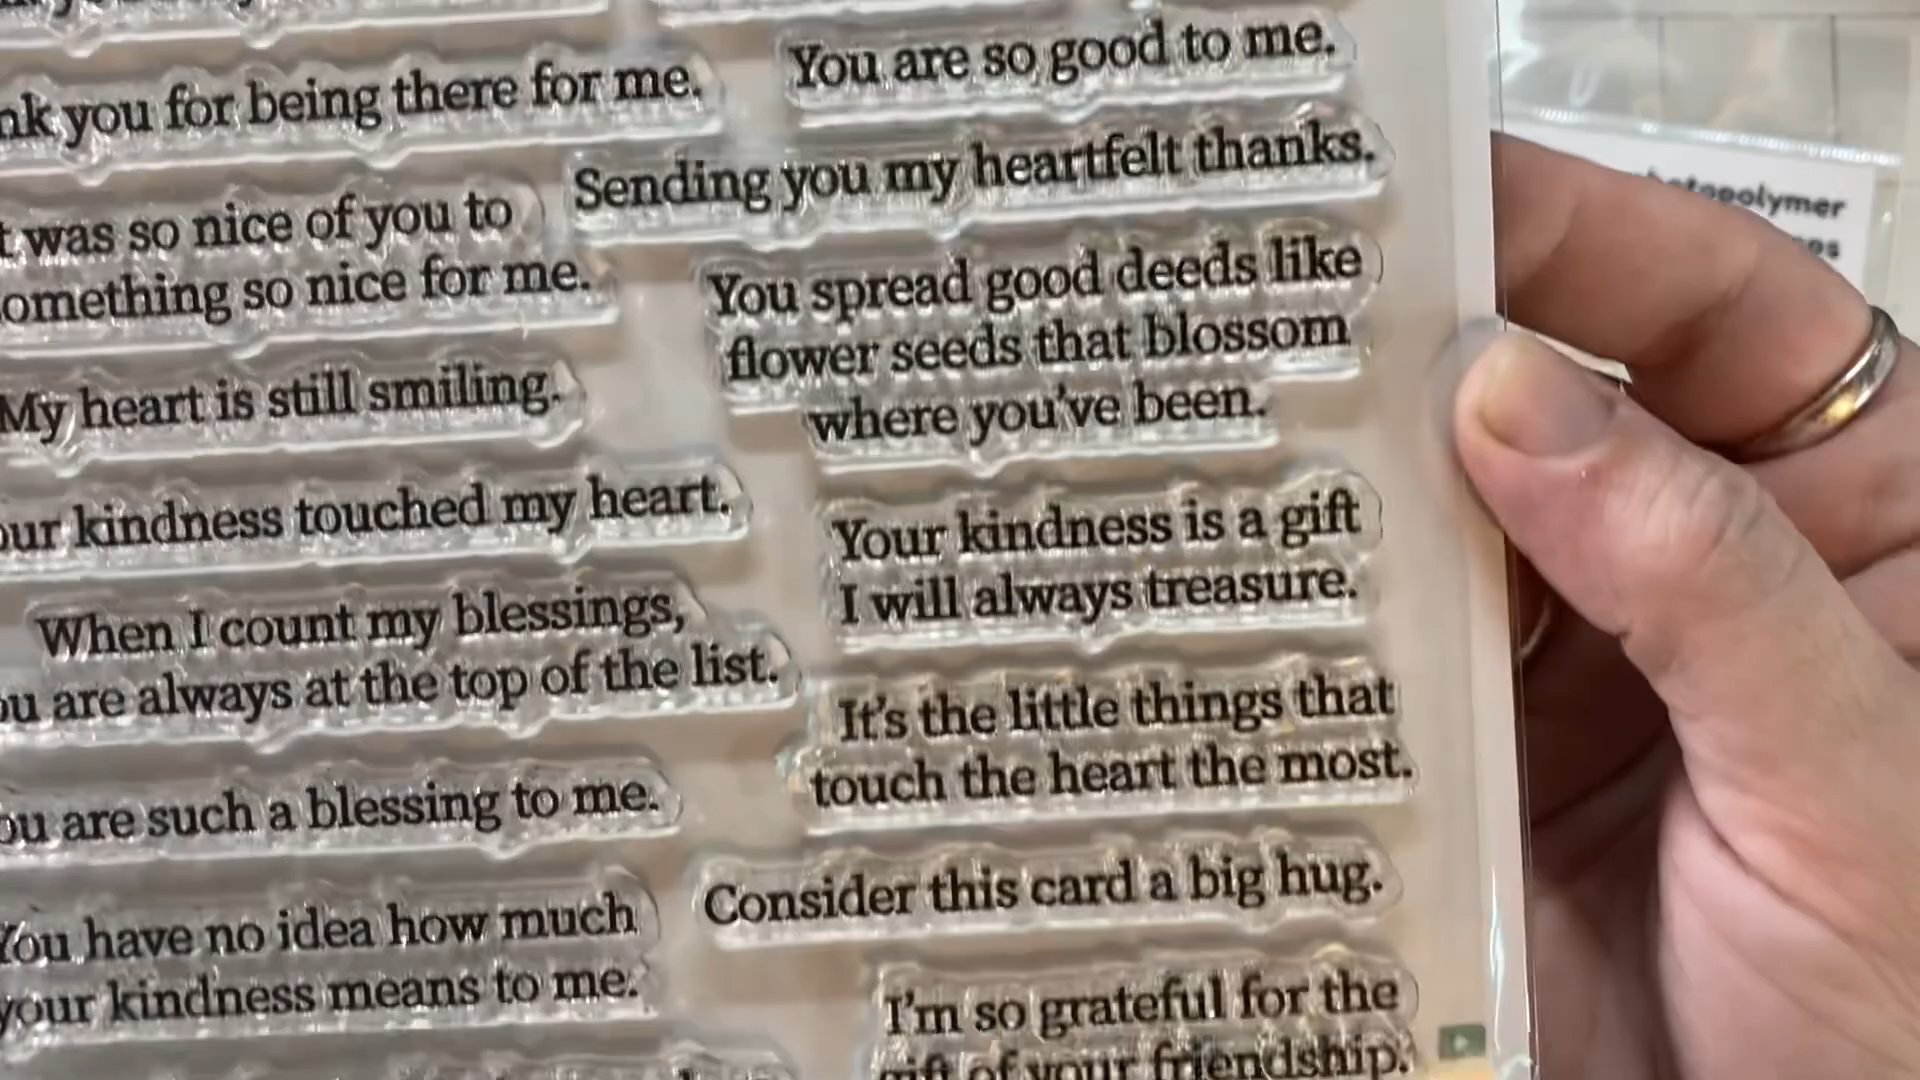 you for being there for me.
was so nice of you to
so nice for me.
My heart is still smiling.
kindness touched my heart.
When I count my blessings,
are always at the top of the list.
are such a blessing to me.
You have no idea how much
your kindness means to me.
You are so good to me.
Sending you my heartfelt thanks.
You spread good deeds like
flower seeds that blossom
where you've been.
Your kindness is a gift
I will always treasure.
It's the little things that
touch the heart the most.
Consider this card a big hug.
I'm so grateful for the
gift of your friendship.